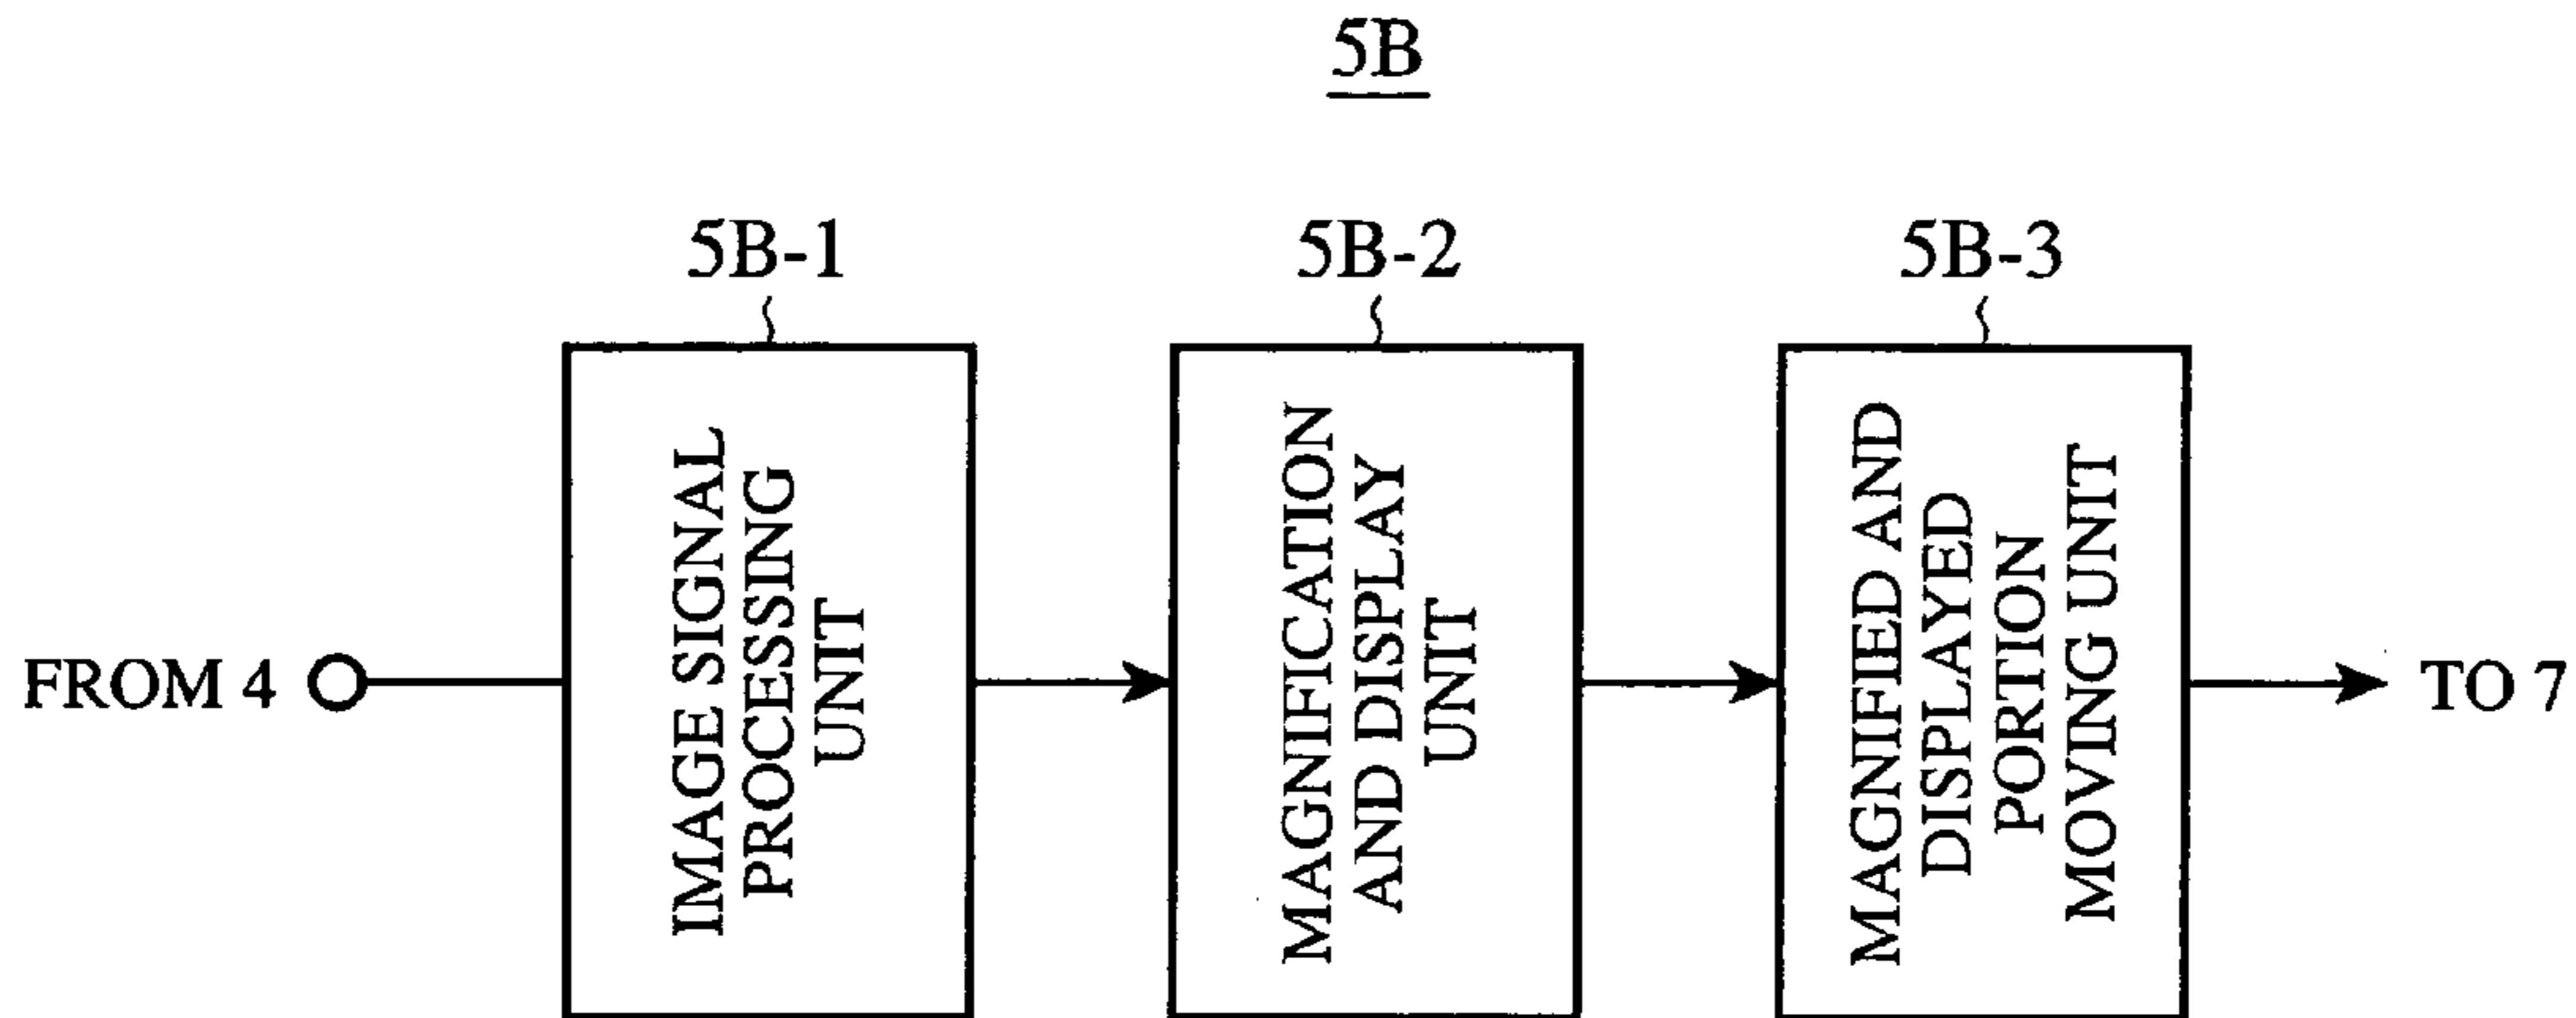 5B
5B-1
5B-2
5B-3
FROM 4
IMAGE SIGNAL
PROCESSING
UNIT
MAGNIFICATION
AND DISPLAY
UNIT
MAGNIFIED AND
DISPLAYED
PORTION
MOVING UNIT
TO 7